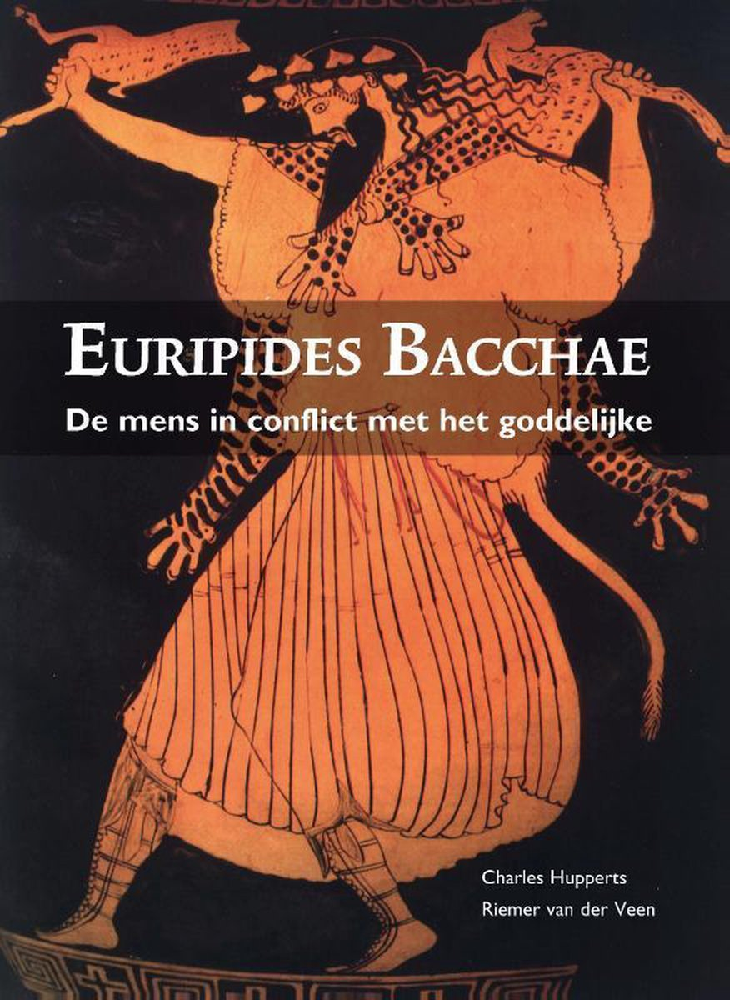 EURIPIDES BACCHAE
De mens in conflict met het goddelijke
Charles Hupperts
Riemer van der Veen